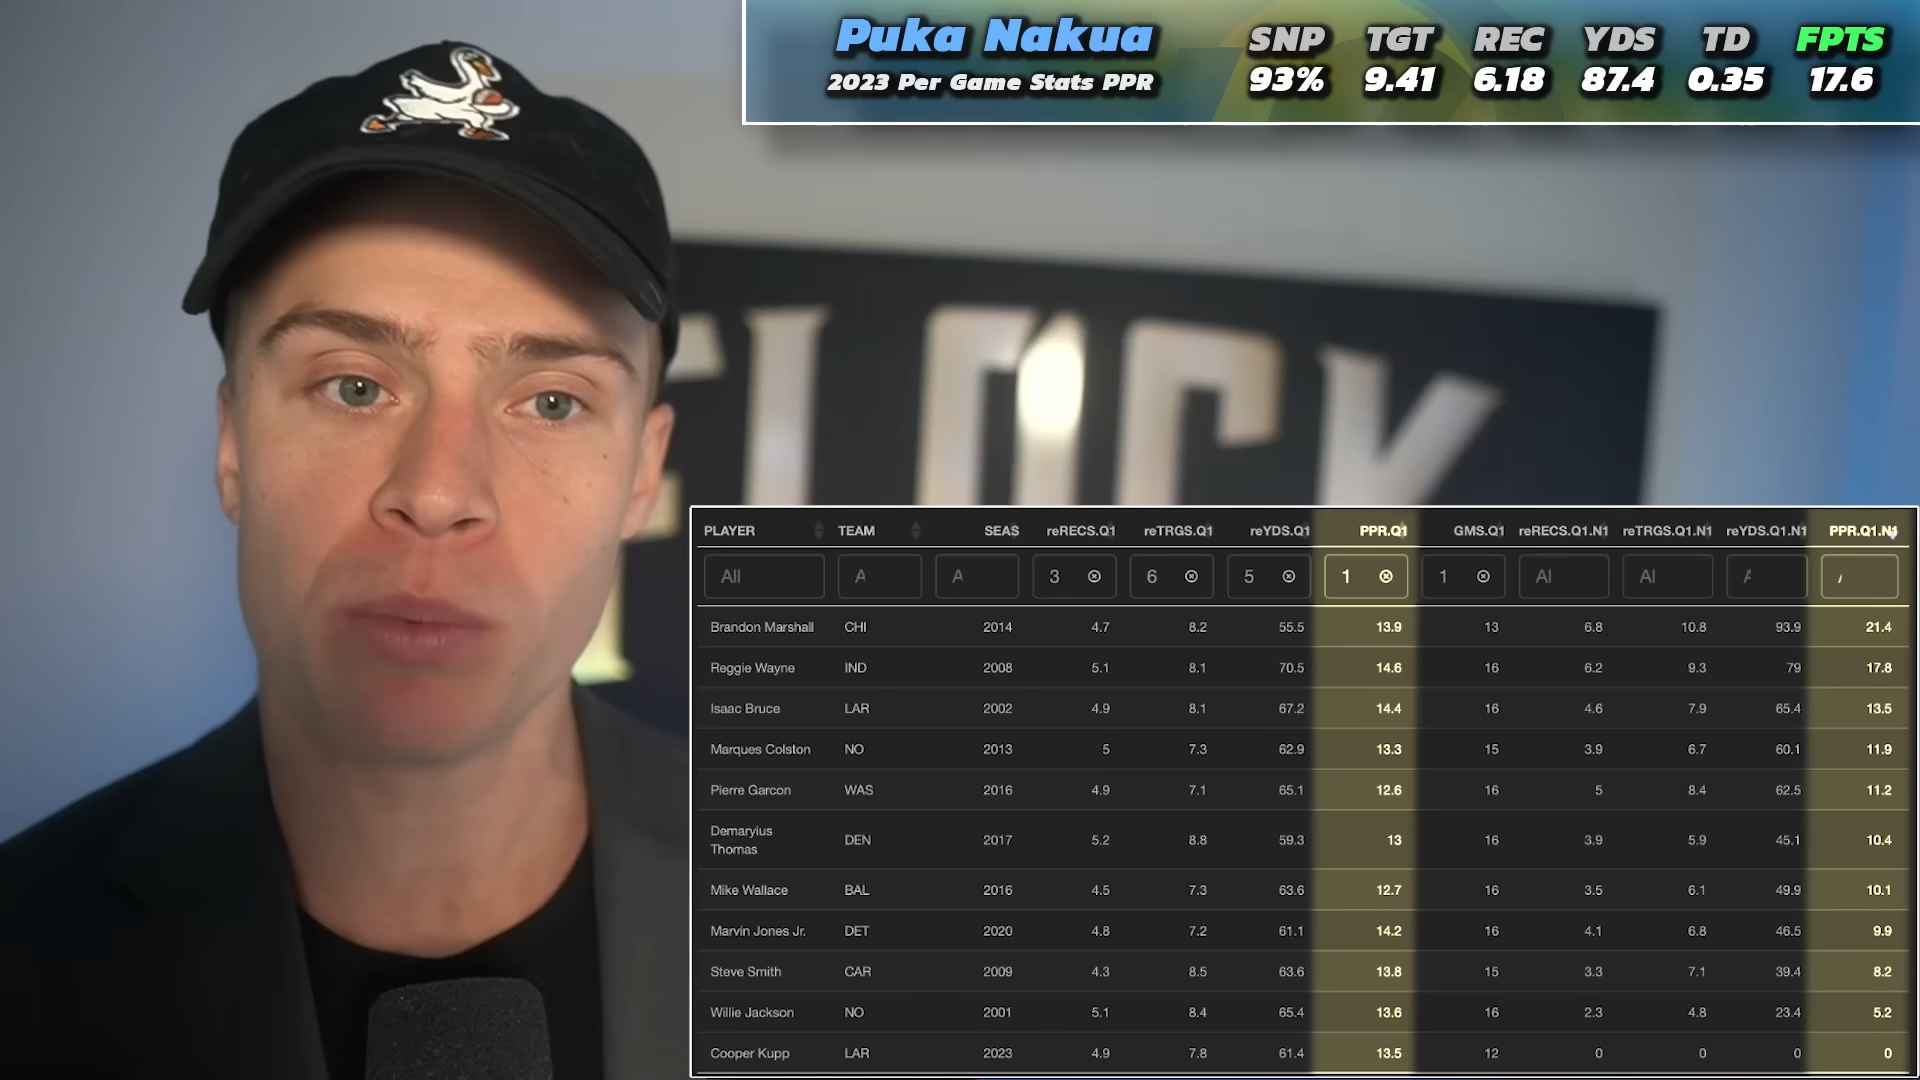 Puka Nakua
2023 Per Game Stats PPR
SNP TGT REC YDS TD FPTS
93% 9.41 6.18 87.4 0.35 17.6
FLOCK
PLAYER TEAM SEAS reRECS.Q1 reTRGS.Q1 reYDS.Q1 PPR.Q1 GMS.Q1 reRECS.Q1.N1 reTRGS.Q1.N1 reYDS.Q1.N1 PPR.Q1.N1
All A A 3 6 5 1 1 Al Al A
Brandon Marshall CHI 2014 4.7 8.2 55.5 13.9 13 6.8 10.8 93.9 21.4
Reggie Wayne IND 2008 5.1 8.1 70.5 14.6 16 6.2 9.3 79 17.8
Isaac Bruce LAR 2002 4.9 8.1 67.2 14.4 16 4.6 7.9 65.4 13.5
Marques Colston NO 2013 5 7.3 62.9 13.3 15 3.9 6.7 60.1 11.9
Pierre Garcon WAS 2016 4.9 7.1 65.1 12.6 16 5 8.4 62.5 11.2
Demaryius
Thomas DEN 2017 5.2 8.8 59.3 13 16 3.9 5.9 45.1 10.4
Mike Wallace BAL 2016 4.5 7.3 63.6 12.7 16 3.5 6.1 49.9 10.1
Marvin Jones Jr. DET 2020 4.8 7.2 61.1 14.2 16 4.1 6.8 46.5 9.9
Steve Smith CAR 2009 4.3 8.5 63.6 13.8 15 3.3 7.1 39.4 8.2
Willie Jackson NO 2001 5.1 8.4 65.4 13.6 16 2.3 4.8 23.4 5.2
Cooper Kupp LAR 2023 4.9 7.8 61.4 13.5 12 0 0 0 0